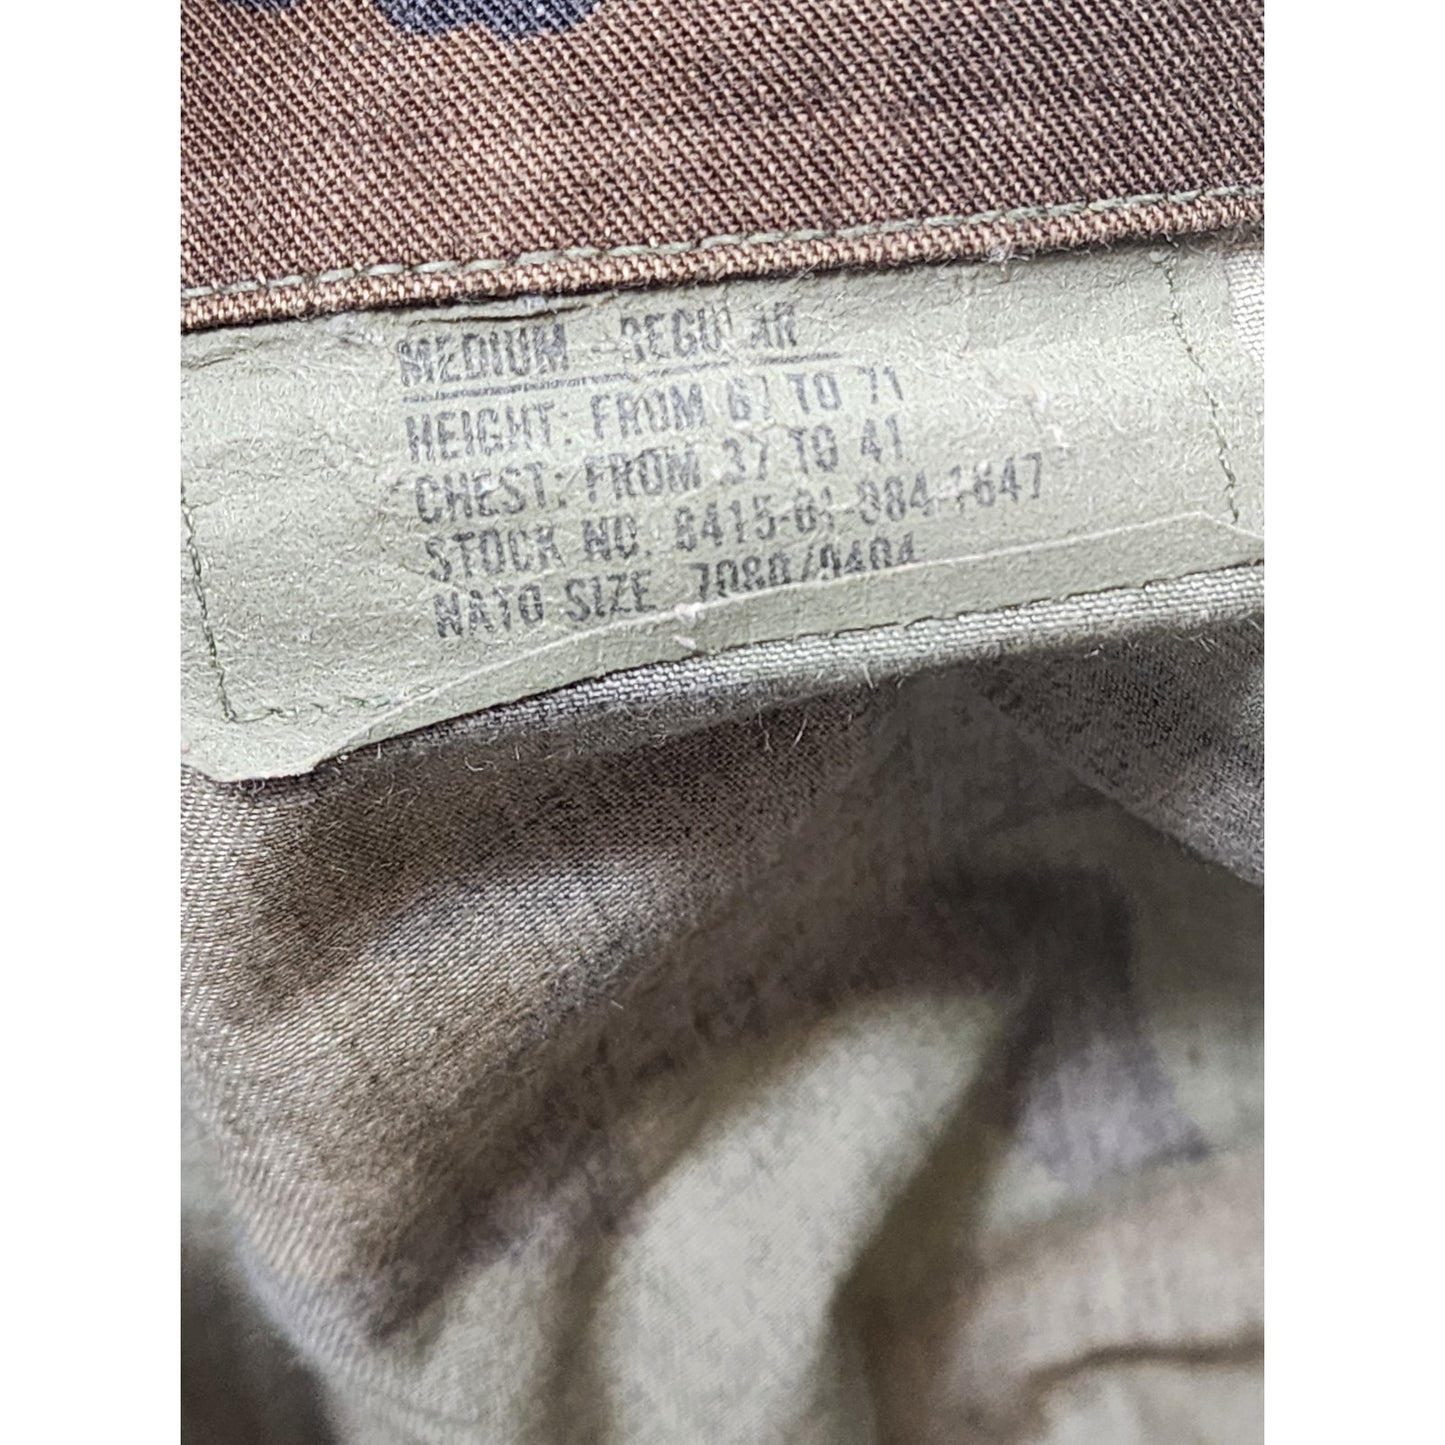 MEDIUM - REGULAR
HEIGHT: FROM 67 TO 71
CHEST: FROM 37 TO 41
STOCK NO. 8415-01-084-1647
NATO SIZE 7080/9404